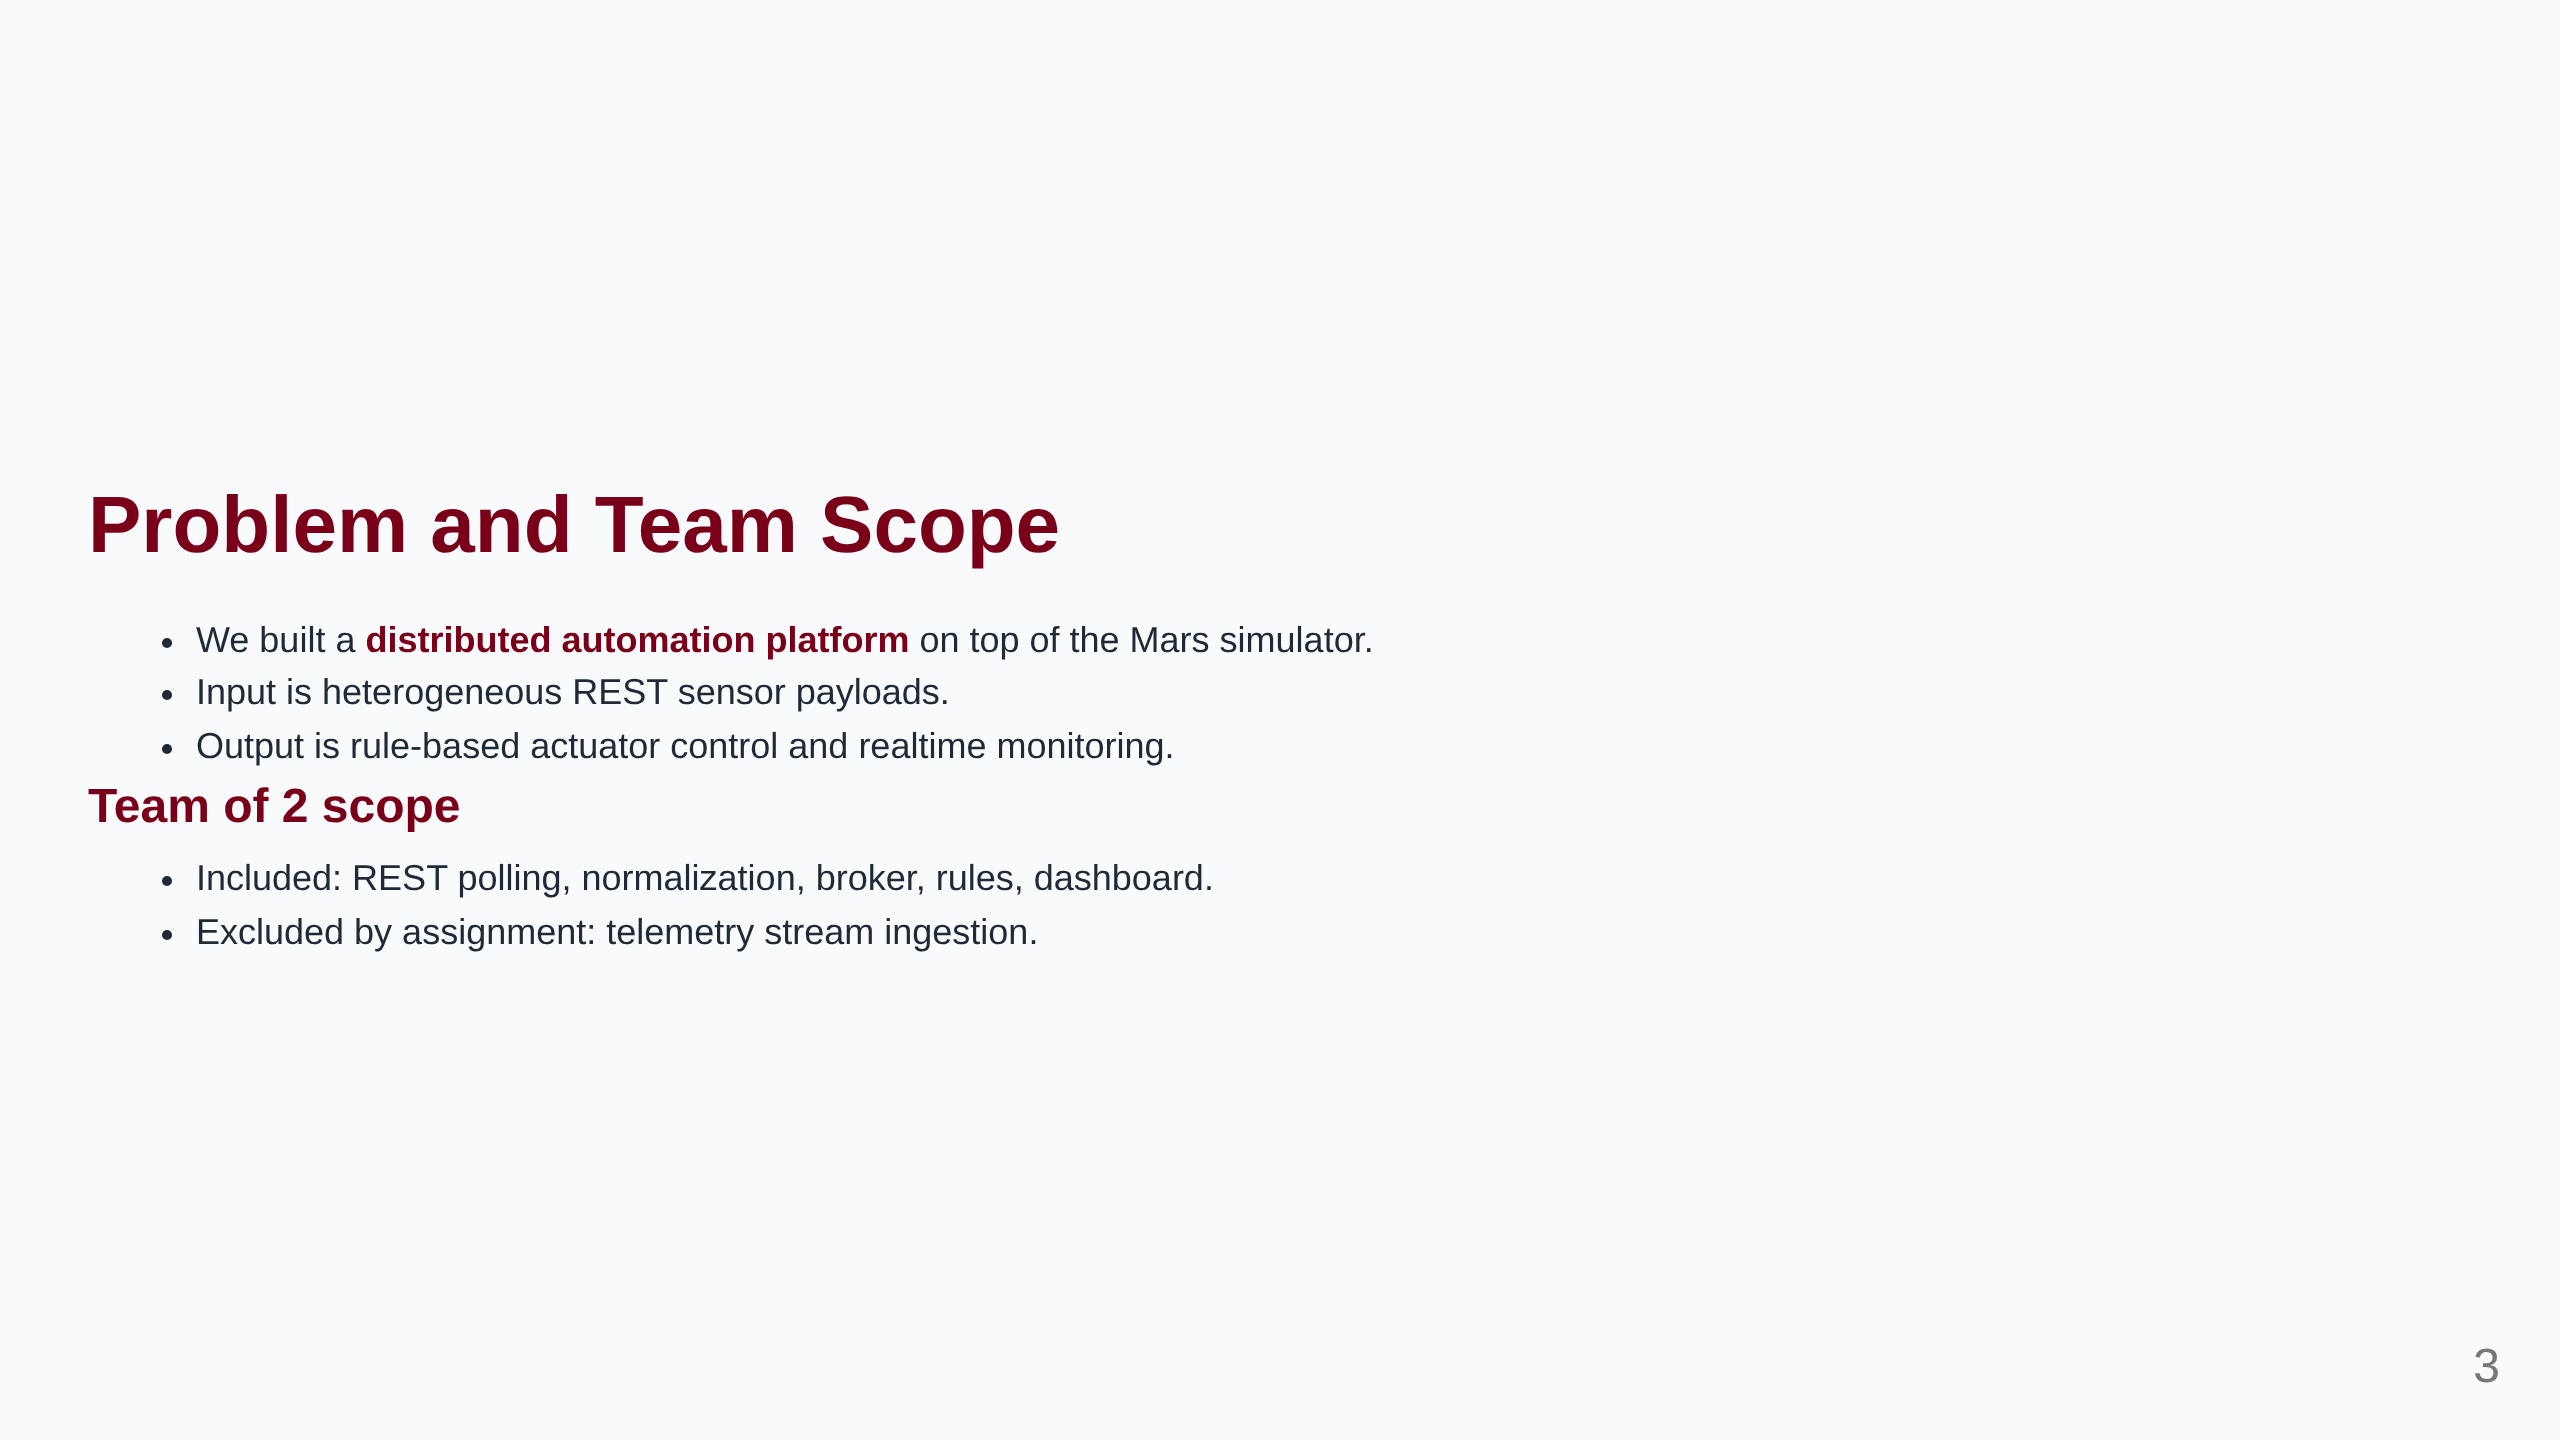 Problem and Team Scope
• We built a distributed automation platform on top of the Mars simulator.
• Input is heterogeneous REST sensor payloads.
• Output is rule-based actuator control and realtime monitoring.
Team of 2 scope
• Included: REST polling, normalization, broker, rules, dashboard.
• Excluded by assignment: telemetry stream ingestion.
3